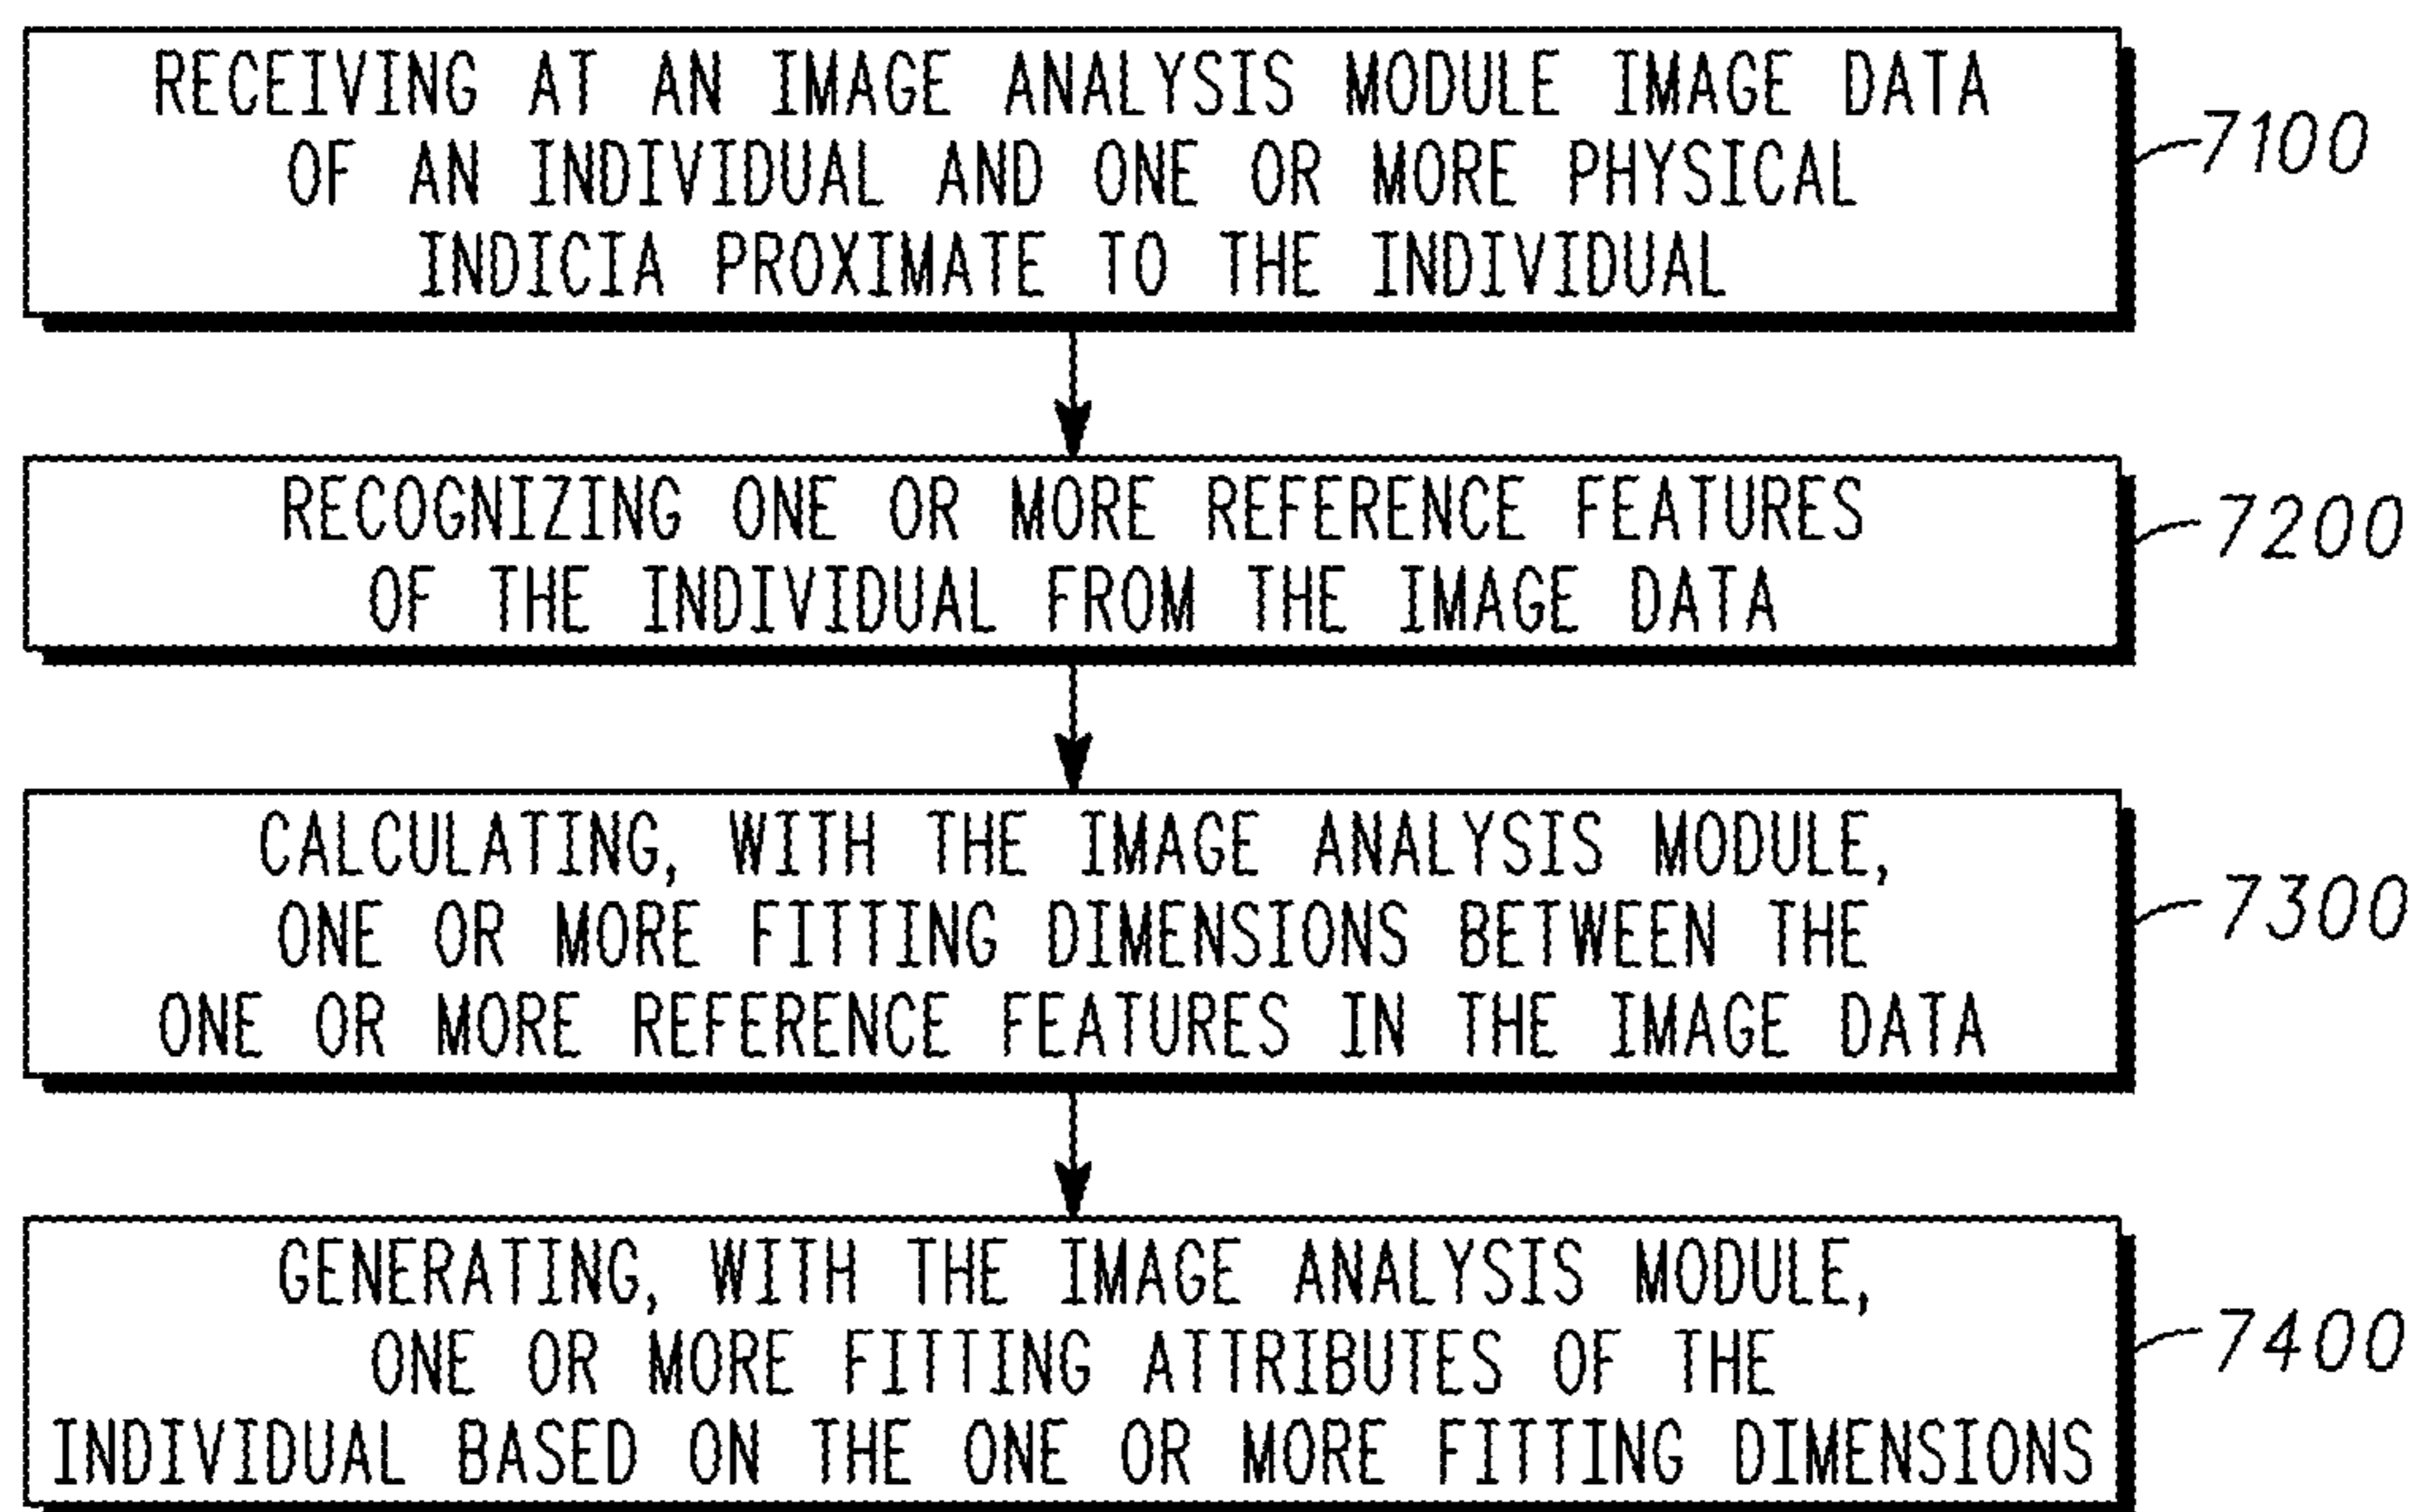 RECEIVING AT AN IMAGE ANALYSIS MODULE IMAGE DATA
OF AN INDIVIDUAL AND ONE OR MORE PHYSICAL
INDICIA PROXIMATE TO THE INDIVIDUAL
7100
RECOGNIZING ONE OR MORE REFERENCE FEATURES
OF THE INDIVIDUAL FROM THE IMAGE DATA
7200
CALCULATING, WITH THE IMAGE ANALYSIS MODULE,
ONE OR MORE FITTING DIMENSIONS BETWEEN THE
ONE OR MORE REFERENCE FEATURES IN THE IMAGE DATA
7300
GENERATING, WITH THE IMAGE ANALYSIS MODULE,
ONE OR MORE FITTING ATTRIBUTES OF THE
INDIVIDUAL BASED ON THE ONE OR MORE FITTING DIMENSIONS
7400